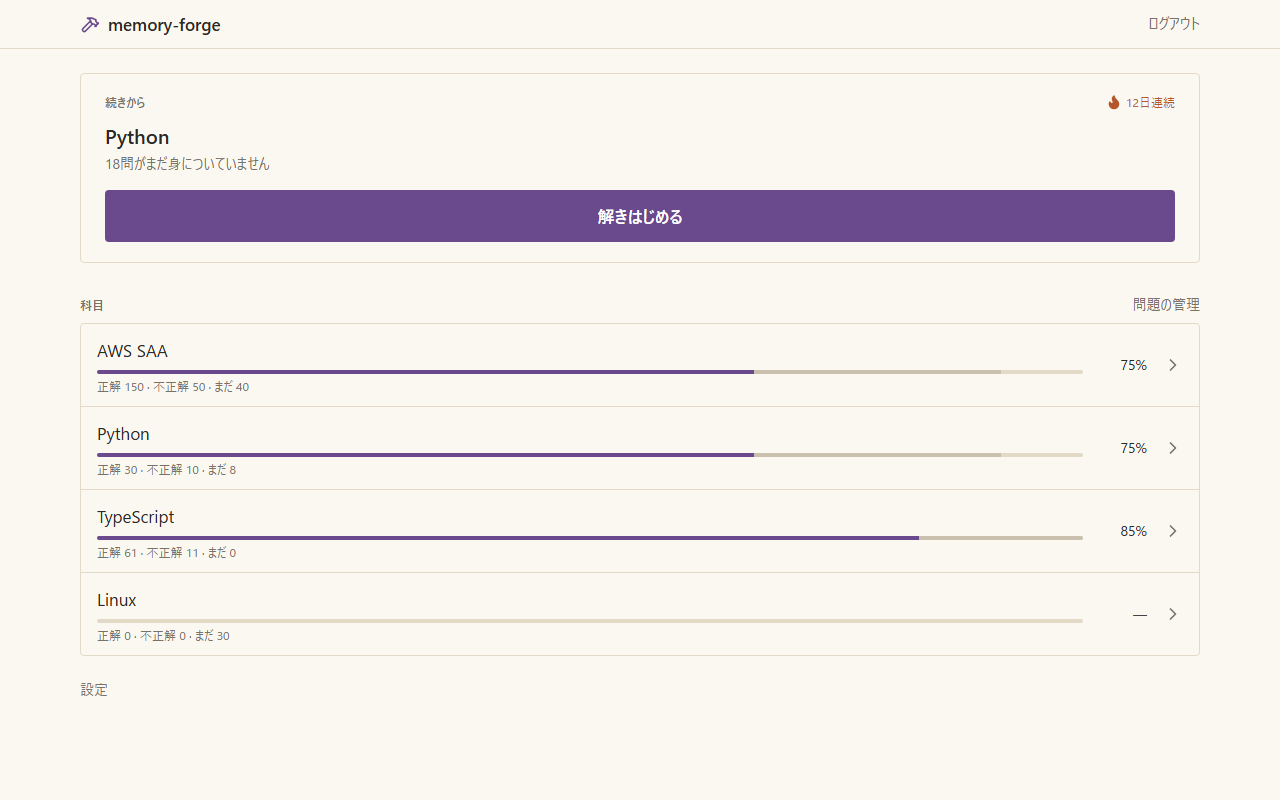 memory-forge
ログアウト
続きから
12日連続
Python
18問がまだ身についていません
解きはじめる
科目
問題の管理
AWS SAA
75%
正解 150 · 不正解 50 · まだ 40
Python
75%
正解 30 · 不正解 10 · まだ 8
TypeScript
85%
正解 61 · 不正解 11 · まだ 0
Linux
—
正解 0 · 不正解 0 · まだ 30
設定